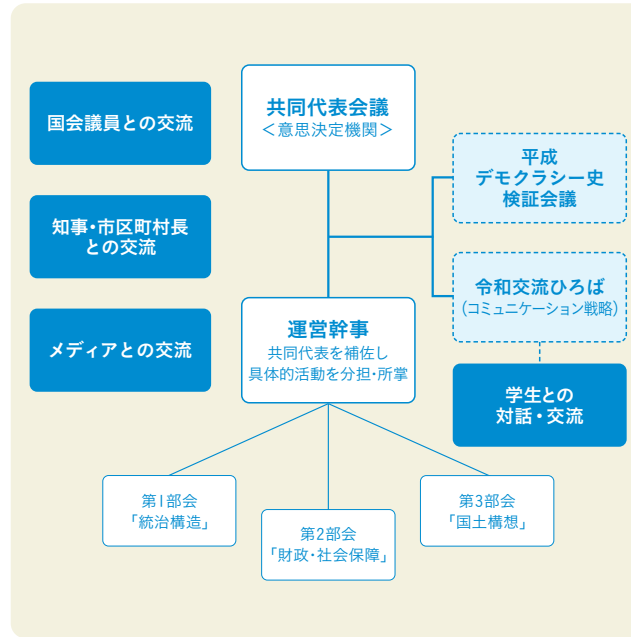 国会議員との交流
知事・市区町村長
との交流
メディアとの交流
共同代表会議
＜意思決定機関＞
平成
デモクラシー史
検証会議
令和交流ひろば
（コミュニケーション戦略）
学生との
対話・交流
運営幹事
共同代表を補佐し
具体的活動を分担・所掌
第1部会
「統治構造」
第2部会
「財政・社会保障」
第3部会
「国土構想」